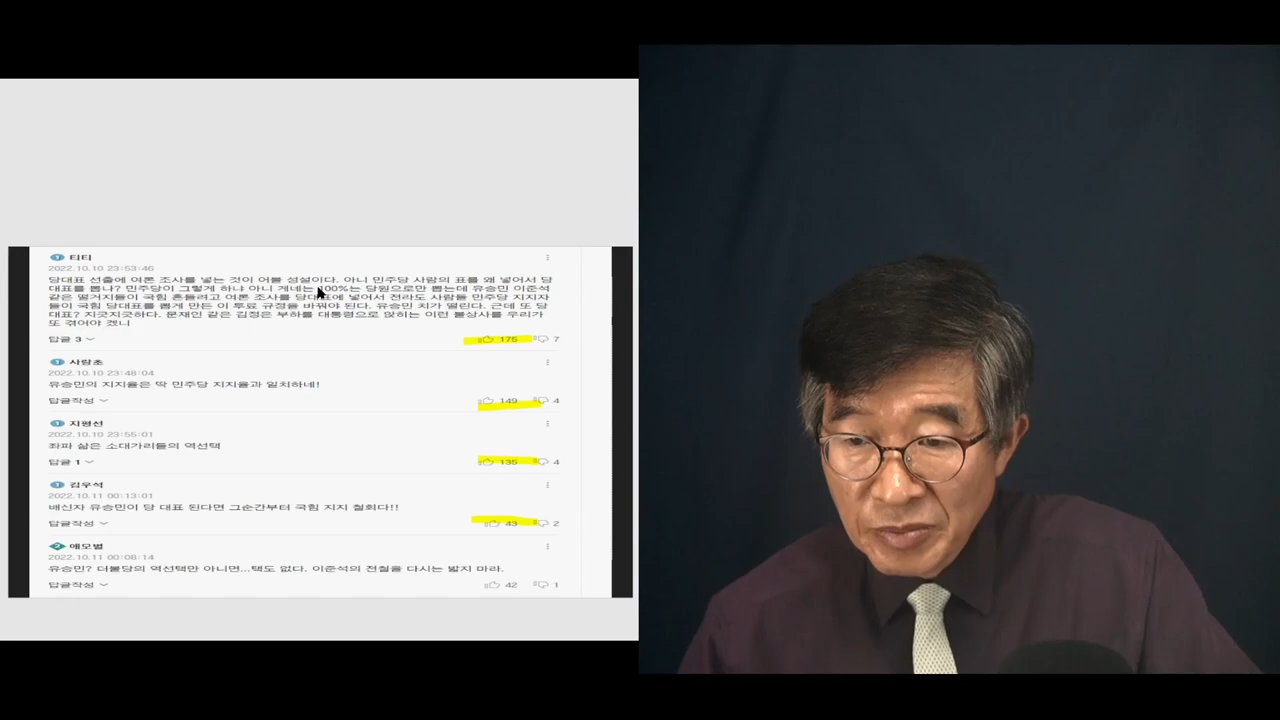 티티
2022.10.10 23:53:46
당대표 선출에 여론 조사를 넣는 것이 어불 성설이다. 아니 민주당 사람의 표를 왜 넣어서 당
대표를 뽑나? 민주당이 그렇게 하냐 아니 게네는 100%는 당원으로만 뽑는데 유승민 이준석
같은 떨거지들이 국힘 흔들려고 여론 조사를 당대표에 넣어서 전라도 사람들 민주당 지지자
들이 국힘 당대표를 뽑게 만든 이 투료 규정을 바꿔야 된다. 유승민 치가 떨린다. 근데 또 당
대표? 지긋지긋하다. 문재인 같은 김정은 부하를 대통령으로 앉히는 이런 불상사를 우리가
또 겪어야 겠니
답글 3
175 7
사랑초
2022.10.10 23:48:04
유승민의 지지율은 딱 민주당 지지율과 일치하네!
답글작성
149 4
지평선
2022.10.10 23:55:01
좌파 삶은 소대가리들의 역선택
답글 1
135 4
김우석
2022.10.11 00:13:01
배신자 유승민이 당 대표 된다면 그순간부터 국힘 지지 철회다!!
답글작성
43 2
애모벌
2022.10.11 00:08:14
유승민? 더불당의 역선택만 아니면...택도 없다. 이준석의 전철을 다시는 밟지 마라.
답글작성
42 1